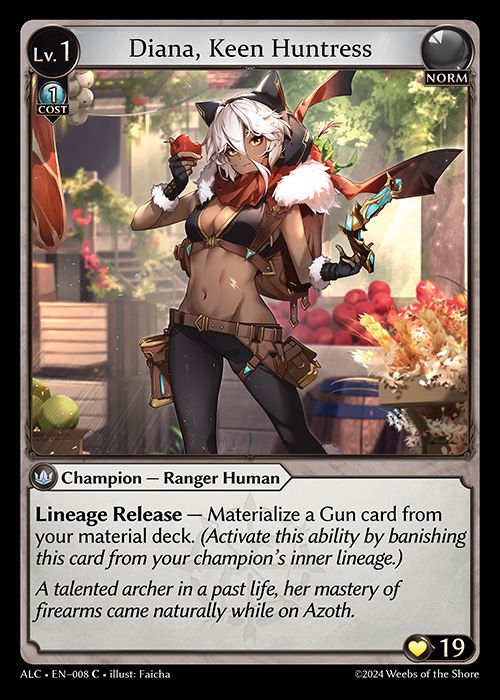 Lv. 1
Diana, Keen Huntress
NORM
1
COST
Champion — Ranger Human
Lineage Release — Materialize a Gun card from
your material deck. (Activate this ability by banishing
this card from your champion's inner lineage.)
A talented archer in a past life, her mastery of
firearms came naturally while on Azoth.
19
ALC • EN–008 C • illust: Faicha
©2024 Weebs of the Shore